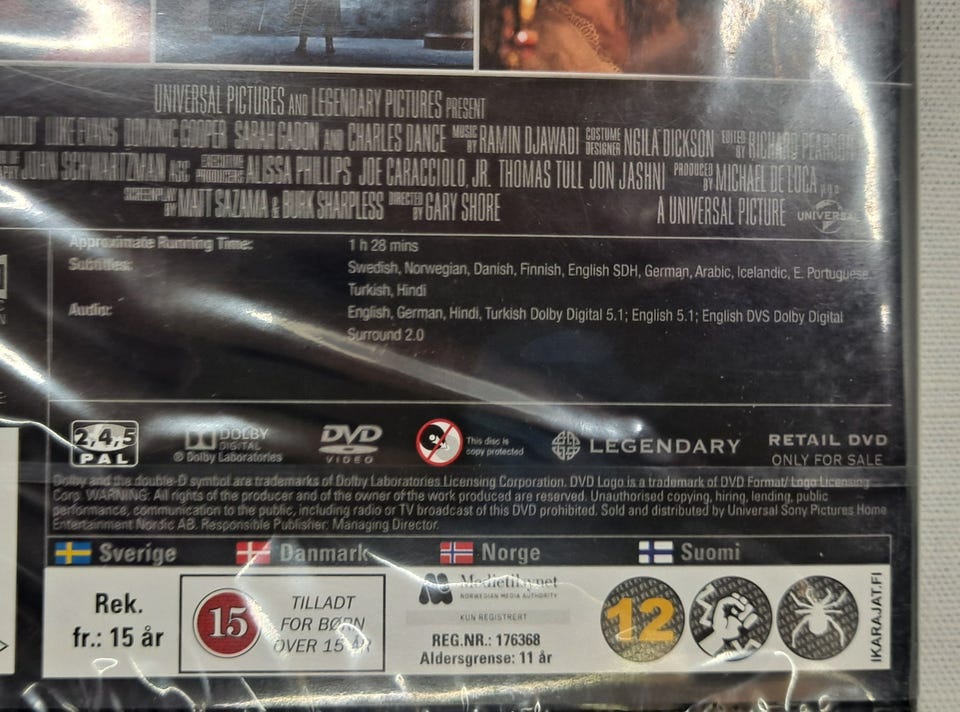 UNIVERSAL PICTURES AND LEGENDARY PICTURES PRESENT
LUKE EVANS DOMINIC COOPER SARAH GADON AND CHARLES DANCE MUSIC BY RAMIN DJAWADI COSTUME DESIGNER NGILA DICKSON EDITED BY RICHARD PEARSON
JOHN SCHWARTZMAN ASC EXECUTIVE PRODUCERS ALISSA PHILLIPS JOE CARACCIOLO, JR. THOMAS TULL JON JASHNI PRODUCED BY MICHAEL DE LUCA p.g.a.
SCREENPLAY BY MATT SAZAMA & BURK SHARPLESS DIRECTED BY GARY SHORE A UNIVERSAL PICTURE UNIVERSAL
Approximate Running Time: 1 h 28 mins
Subtitles: Swedish, Norwegian, Danish, Finnish, English SDH, German, Arabic, Icelandic, E. Portuguese,
Turkish, Hindi
Audio: English, German, Hindi, Turkish Dolby Digital 5.1; English 5.1; English DVS Dolby Digital
Surround 2.0
2,4,5
PAL
DOLBY
DIGITAL
© Dolby Laboratories
DVD
VIDEO
This disc is
copy protected
LEGENDARY
RETAIL DVD
ONLY FOR SALE
Dolby and the double-D symbol are trademarks of Dolby Laboratories Licensing Corporation. DVD Logo is a trademark of DVD Format/ Logo Licensing
Corp. WARNING: All rights of the producer and of the owner of the work produced are reserved. Unauthorised copying, hiring, lending, public
performance, communication to the public, including radio or TV broadcast of this DVD prohibited. Sold and distributed by Universal Sony Pictures Home
Entertainment Nordic AB. Responsible Publisher: Managing Director.
Sverige Danmark Norge Suomi
Rek.
fr.: 15 år
15
TILLADT
FOR BØRN
OVER 15 ÅR
Medietilsynet
NORWEGIAN MEDIA AUTHORITY
KUN REGISTRERT
REG.NR.: 176368
Aldersgrense: 11 år
12
IKARAJAT.FI